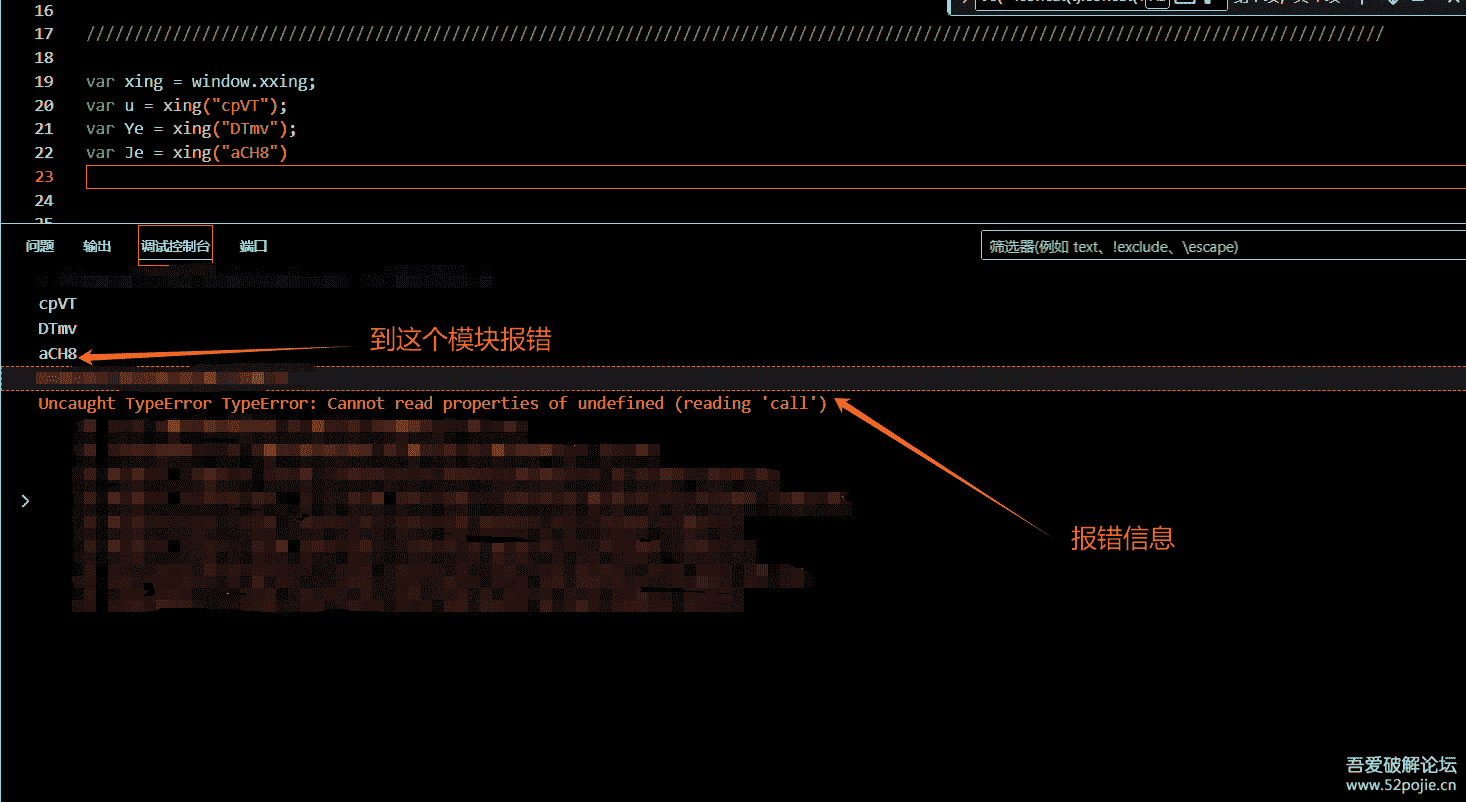 16
17 ////////////////////////////////////////////////////////////////////////////////////////////////////////////////////////////////////////
18
19 var xing = window.xxing;
20 var u = xing("cpVT");
21 var Ye = xing("DTmv");
22 var Je = xing("aCH8")
23
24
问题 输出 调试控制台 端口 筛选器(例如 text、!exclude、\escape)
cpVT
DTmv
aCH8
到这个模块报错
Uncaught TypeError TypeError: Cannot read properties of undefined (reading 'call')
报错信息
吾爱破解论坛
www.52pojie.cn